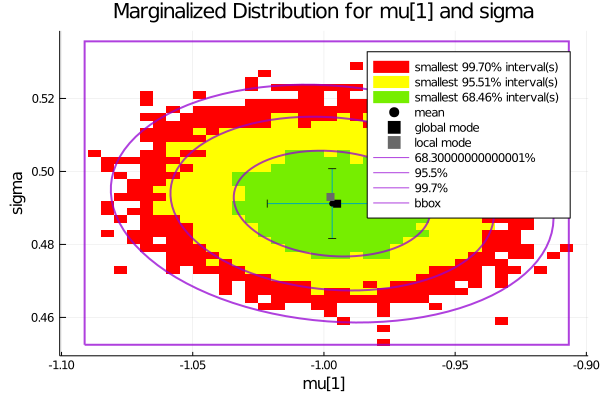 Marginalized Distribution for mu[1] and sigma
smallest 99.70% interval(s)
smallest 95.51% interval(s)
smallest 68.46% interval(s)
mean
global mode
local mode
68.30000000000001%
95.5%
99.7%
bbox
sigma
0.52
0.50
0.48
0.46
-1.10
-1.05
-1.00
-0.95
-0.90
mu[1]